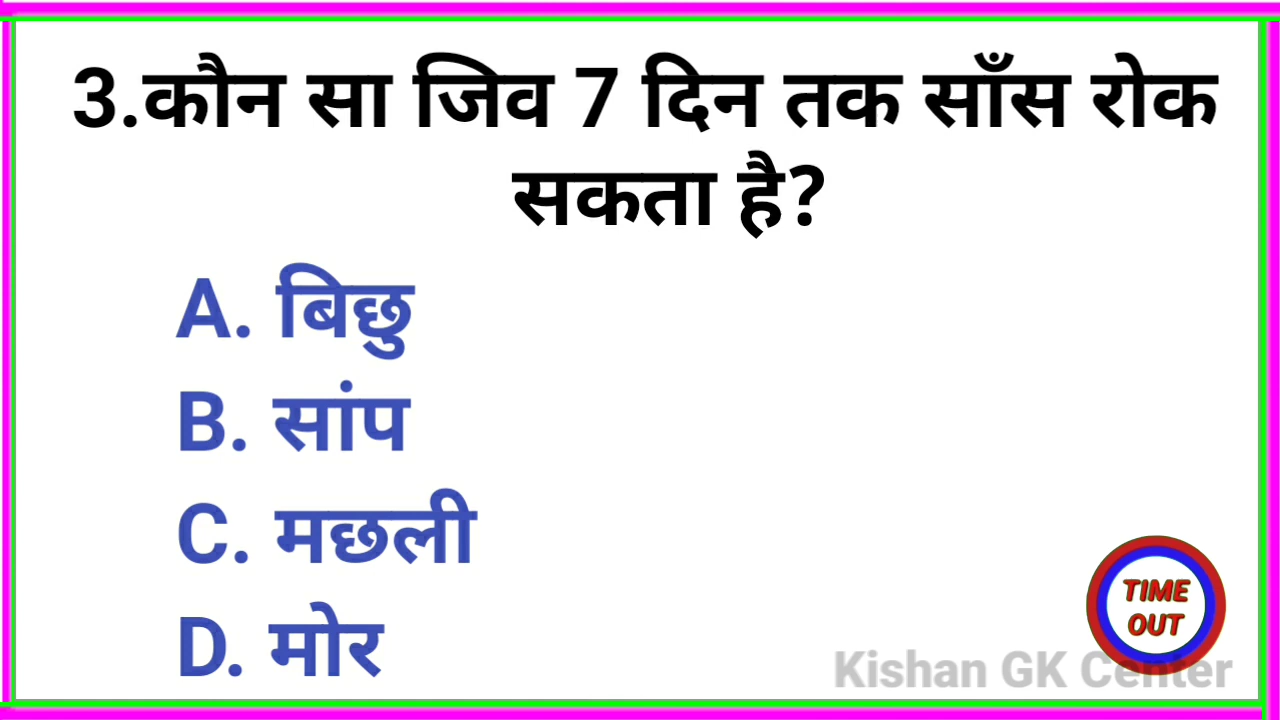 3.कौन सा जिव 7 दिन तक साँस रोक
सकता है?
A. बिछु
B. सांप
C. मछली
D. मोर
TIME
OUT
Kishan GK Center